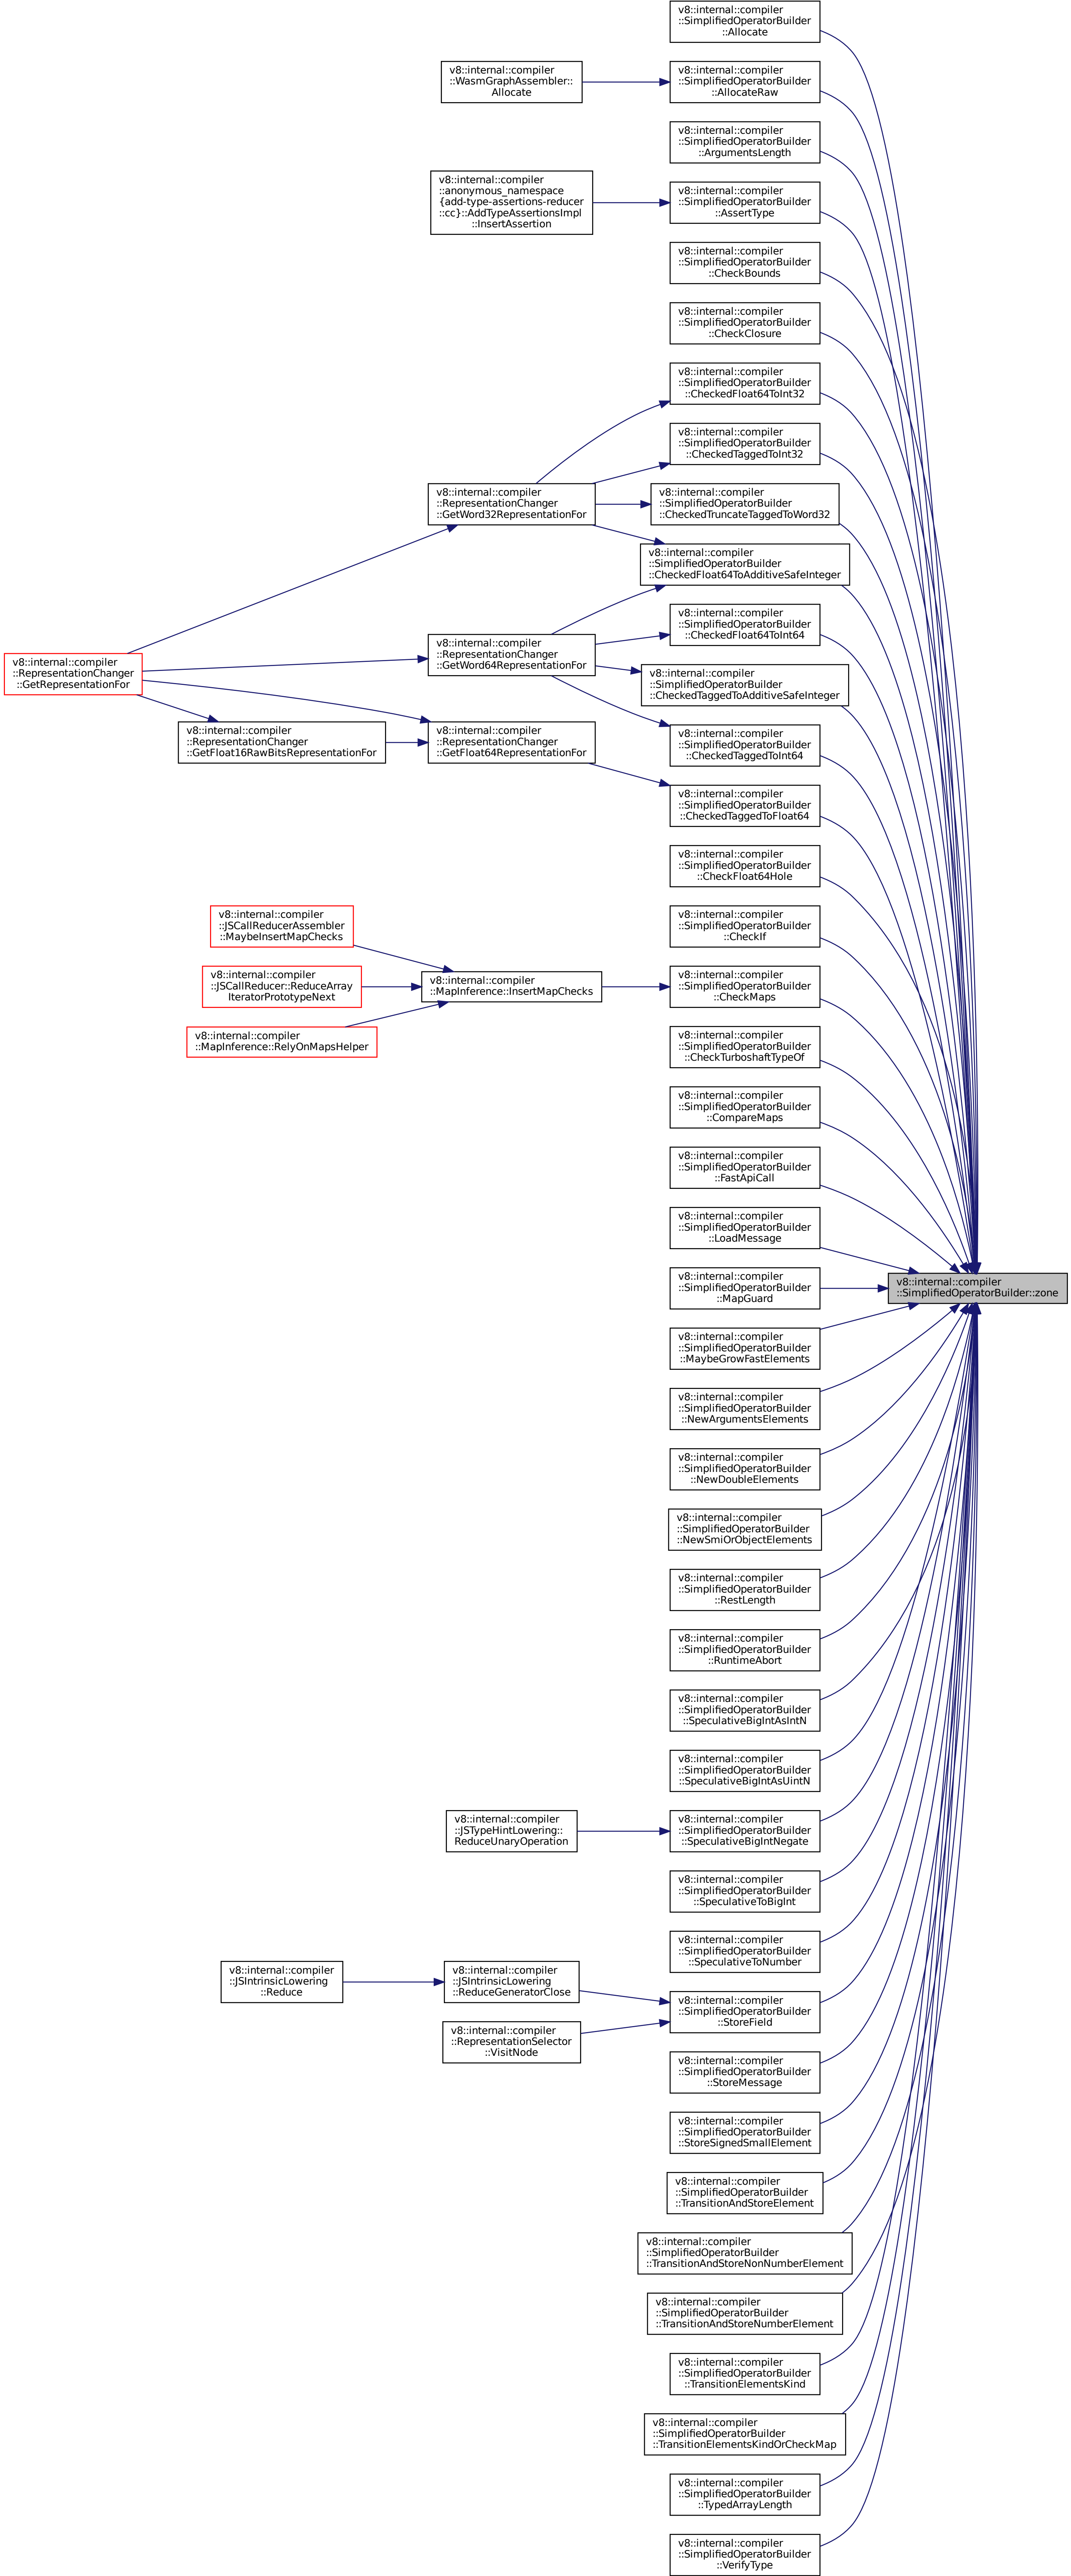 v8::internal::compiler
::SimplifiedOperatorBuilder
::Allocate
v8::internal::compiler
::WasmGraphAssembler::
Allocate
v8::internal::compiler
::SimplifiedOperatorBuilder
::AllocateRaw
v8::internal::compiler
::SimplifiedOperatorBuilder
::ArgumentsLength
v8::internal::compiler
::anonymous_namespace
{add-type-assertions-reducer
::cc}::AddTypeAssertionsImpl
::InsertAssertion
v8::internal::compiler
::SimplifiedOperatorBuilder
::AssertType
v8::internal::compiler
::SimplifiedOperatorBuilder
::CheckBounds
v8::internal::compiler
::SimplifiedOperatorBuilder
::CheckClosure
v8::internal::compiler
::SimplifiedOperatorBuilder
::CheckedFloat64ToInt32
v8::internal::compiler
::SimplifiedOperatorBuilder
::CheckedTaggedToInt32
v8::internal::compiler
::RepresentationChanger
::GetWord32RepresentationFor
v8::internal::compiler
::SimplifiedOperatorBuilder
::CheckedTruncateTaggedToWord32
v8::internal::compiler
::SimplifiedOperatorBuilder
::CheckedFloat64ToAdditiveSafeInteger
v8::internal::compiler
::SimplifiedOperatorBuilder
::CheckedFloat64ToInt64
v8::internal::compiler
::RepresentationChanger
::GetWord64RepresentationFor
v8::internal::compiler
::RepresentationChanger
::GetRepresentationFor
v8::internal::compiler
::SimplifiedOperatorBuilder
::CheckedTaggedToAdditiveSafeInteger
v8::internal::compiler
::RepresentationChanger
::GetFloat16RawBitsRepresentationFor
v8::internal::compiler
::RepresentationChanger
::GetFloat64RepresentationFor
v8::internal::compiler
::SimplifiedOperatorBuilder
::CheckedTaggedToInt64
v8::internal::compiler
::SimplifiedOperatorBuilder
::CheckedTaggedToFloat64
v8::internal::compiler
::SimplifiedOperatorBuilder
::CheckFloat64Hole
v8::internal::compiler
::JSCallReducerAssembler
::MaybeInsertMapChecks
v8::internal::compiler
::SimplifiedOperatorBuilder
::CheckIf
v8::internal::compiler
::JSCallReducer::ReduceArray
IteratorPrototypeNext
v8::internal::compiler
::MapInference::InsertMapChecks
v8::internal::compiler
::SimplifiedOperatorBuilder
::CheckMaps
v8::internal::compiler
::MapInference::RelyOnMapsHelper
v8::internal::compiler
::SimplifiedOperatorBuilder
::CheckTurboshaftTypeOf
v8::internal::compiler
::SimplifiedOperatorBuilder
::CompareMaps
v8::internal::compiler
::SimplifiedOperatorBuilder
::FastApiCall
v8::internal::compiler
::SimplifiedOperatorBuilder
::LoadMessage
v8::internal::compiler
::SimplifiedOperatorBuilder
::MapGuard
v8::internal::compiler
::SimplifiedOperatorBuilder::zone
v8::internal::compiler
::SimplifiedOperatorBuilder
::MaybeGrowFastElements
v8::internal::compiler
::SimplifiedOperatorBuilder
::NewArgumentsElements
v8::internal::compiler
::SimplifiedOperatorBuilder
::NewDoubleElements
v8::internal::compiler
::SimplifiedOperatorBuilder
::NewSmiOrObjectElements
v8::internal::compiler
::SimplifiedOperatorBuilder
::RestLength
v8::internal::compiler
::SimplifiedOperatorBuilder
::RuntimeAbort
v8::internal::compiler
::SimplifiedOperatorBuilder
::SpeculativeBigIntAsIntN
v8::internal::compiler
::SimplifiedOperatorBuilder
::SpeculativeBigIntAsUintN
v8::internal::compiler
::JSTypeHintLowering::
ReduceUnaryOperation
v8::internal::compiler
::SimplifiedOperatorBuilder
::SpeculativeBigIntNegate
v8::internal::compiler
::SimplifiedOperatorBuilder
::SpeculativeToBigInt
v8::internal::compiler
::SimplifiedOperatorBuilder
::SpeculativeToNumber
v8::internal::compiler
::JSIntrinsicLowering
::Reduce
v8::internal::compiler
::JSIntrinsicLowering
::ReduceGeneratorClose
v8::internal::compiler
::SimplifiedOperatorBuilder
::StoreField
v8::internal::compiler
::RepresentationSelector
::VisitNode
v8::internal::compiler
::SimplifiedOperatorBuilder
::StoreMessage
v8::internal::compiler
::SimplifiedOperatorBuilder
::StoreSignedSmallElement
v8::internal::compiler
::SimplifiedOperatorBuilder
::TransitionAndStoreElement
v8::internal::compiler
::SimplifiedOperatorBuilder
::TransitionAndStoreNonNumberElement
v8::internal::compiler
::SimplifiedOperatorBuilder
::TransitionAndStoreNumberElement
v8::internal::compiler
::SimplifiedOperatorBuilder
::TransitionElementsKind
v8::internal::compiler
::SimplifiedOperatorBuilder
::TransitionElementsKindOrCheckMap
v8::internal::compiler
::SimplifiedOperatorBuilder
::TypedArrayLength
v8::internal::compiler
::SimplifiedOperatorBuilder
::VerifyType